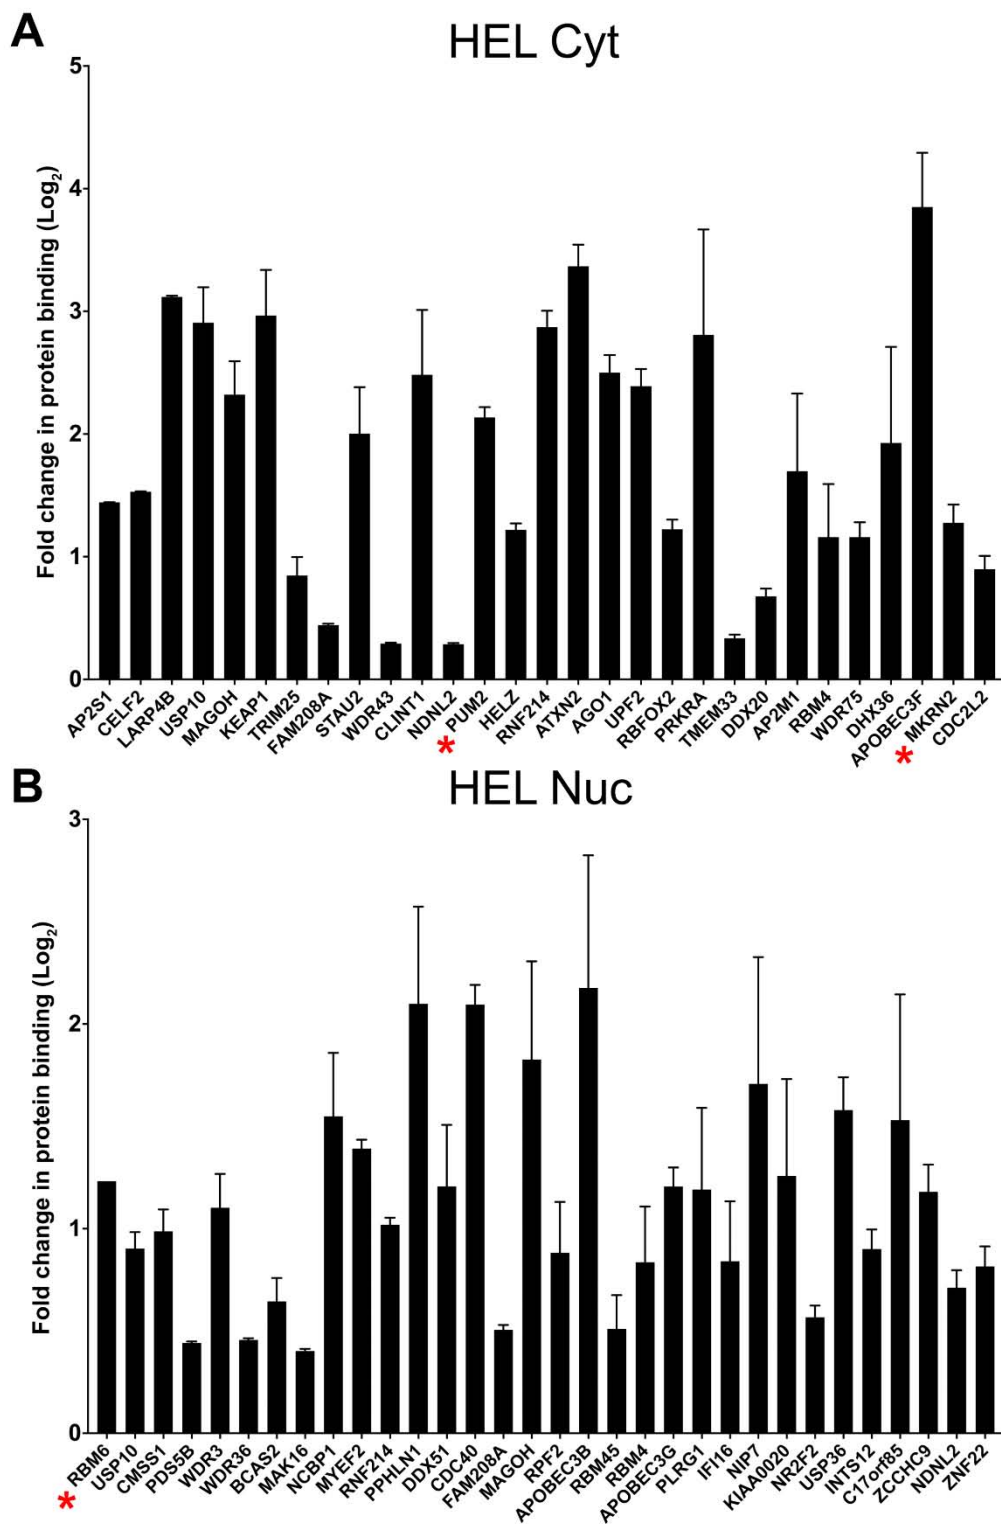 A
HEL Cyt
Fold change in protein binding (Log2)
5
4
3
2
1
0
AP2S1
CELF2
LARP4B
USP10
MAGOH
KEAP1
TRIM25
FAM208A
STAU2
WDR43
CLINT1
NDNL2
PUM2
HELZ
RNF214
ATXN2
AGO1
UPF2
RBFOX2
PRKRA
TMEM33
DDX20
AP2M1
RBM4
WDR75
DHX36
APOBEC3F
MKRN2
CDC2L2
*
*
B
HEL Nuc
Fold change in protein binding (Log2)
3
2
1
0
RBM6
USP10
CMSS1
PDS5B
WDR3
WDR36
BCAS2
MAK16
NCBP1
MYEF2
RNF214
PPHLN1
DDX51
CDC40
FAM208A
MAGOH
RPF2
APOBEC3B
RBM45
RBM4
APOBEC3G
PLRG1
IFI16
NIP7
KIAA0020
NR2F2
USP36
INTS12
C17orf85
ZCCHC9
NDNL2
ZNF22
*